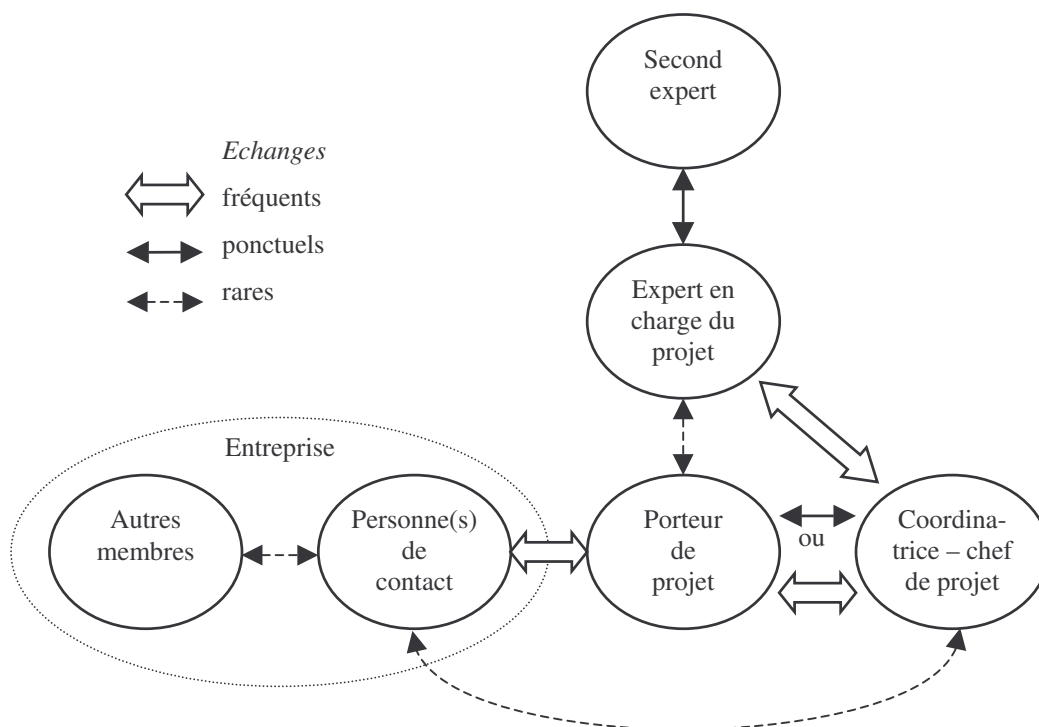 Second
expert
Echanges
fréquents
ponctuels
rares
Expert en
charge du
projet
Entreprise
Autres
membres
Personne(s)
de
contact
Porteur
de
projet
ou
Coordina-
trice – chef
de projet